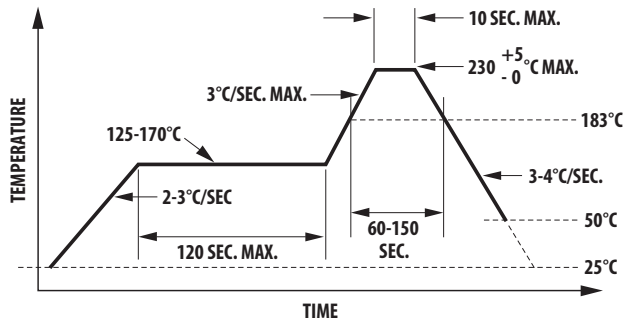 10 SEC. MAX.
230 +5 - 0 °C MAX.
3°C/SEC. MAX.
183°C
125-170°C
TEMPERATURE
2-3°C/SEC
3-4°C/SEC.
60-150
SEC.
120 SEC. MAX.
50°C
25°C
TIME